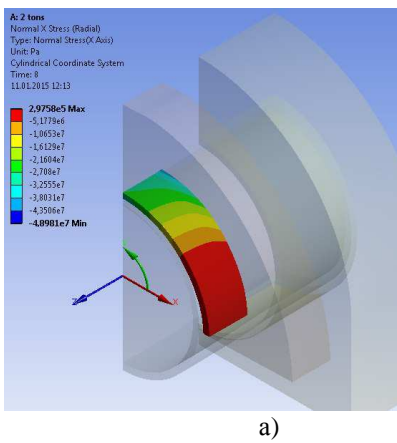 A: 2 tons
Normal X Stress (Radial)
Type: Normal Stress(X Axis)
Unit: Pa
Cylindrical Coordinate System
Time: 8
11.01.2015 12:13
2,9758e5 Max
-5,1779e6
-1,0653e7
-1,6129e7
-2,1604e7
-2,708e7
-3,2555e7
-3,8031e7
-4,3506e7
-4,8981e7 Min
Z
X
a)